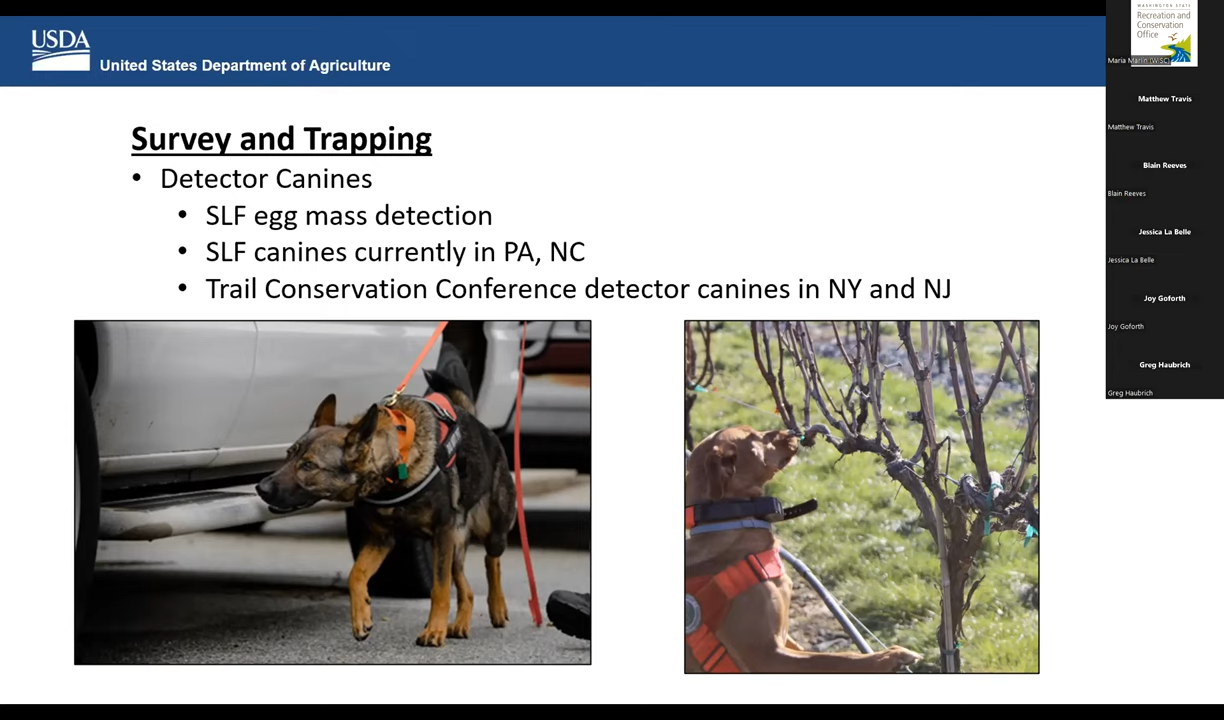 USDA
United States Department of Agriculture
Survey and Trapping
• Detector Canines
• SLF egg mass detection
• SLF canines currently in PA, NC
• Trail Conservation Conference detector canines in NY and NJ
WASHINGTON STATE
Recreation and
Conservation
Office
Maria Marlin (WISC)
Matthew Travis
Matthew Travis
Blain Reeves
Blain Reeves
Jessica La Belle
Jessica La Belle
Joy Goforth
Joy Goforth
Greg Haubrich
Greg Haubrich